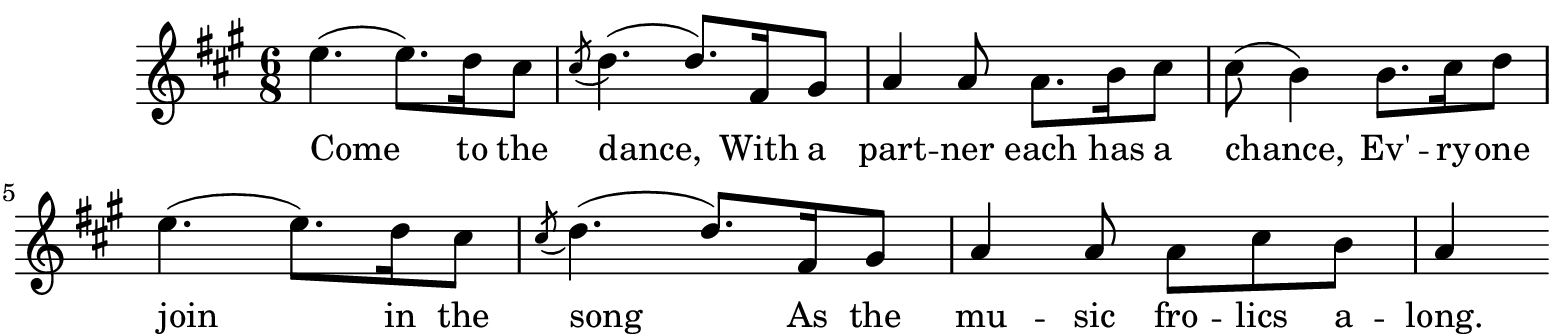 6
8
Come to the dance, With a part -- ner each has a chance, Ev' -- ry -- one
5
join in the song As the mu -- sic fro -- lics a -- long.